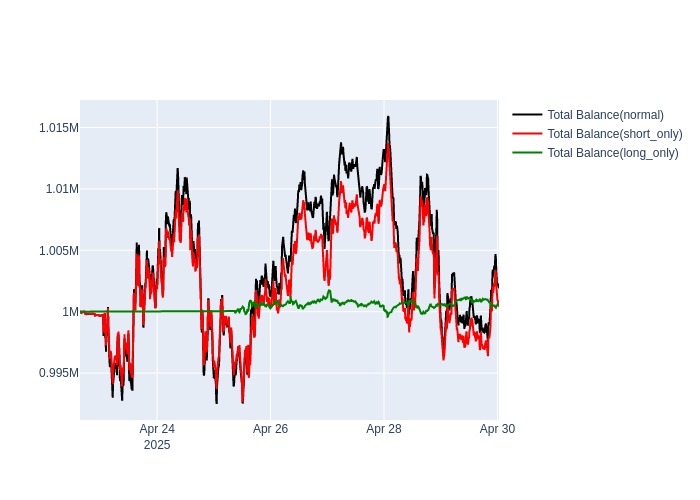 1.015M
1.01M
1.005M
1M
0.995M
Apr 24
2025
Apr 26
Apr 28
Apr 30
Total Balance(normal)
Total Balance(short_only)
Total Balance(long_only)